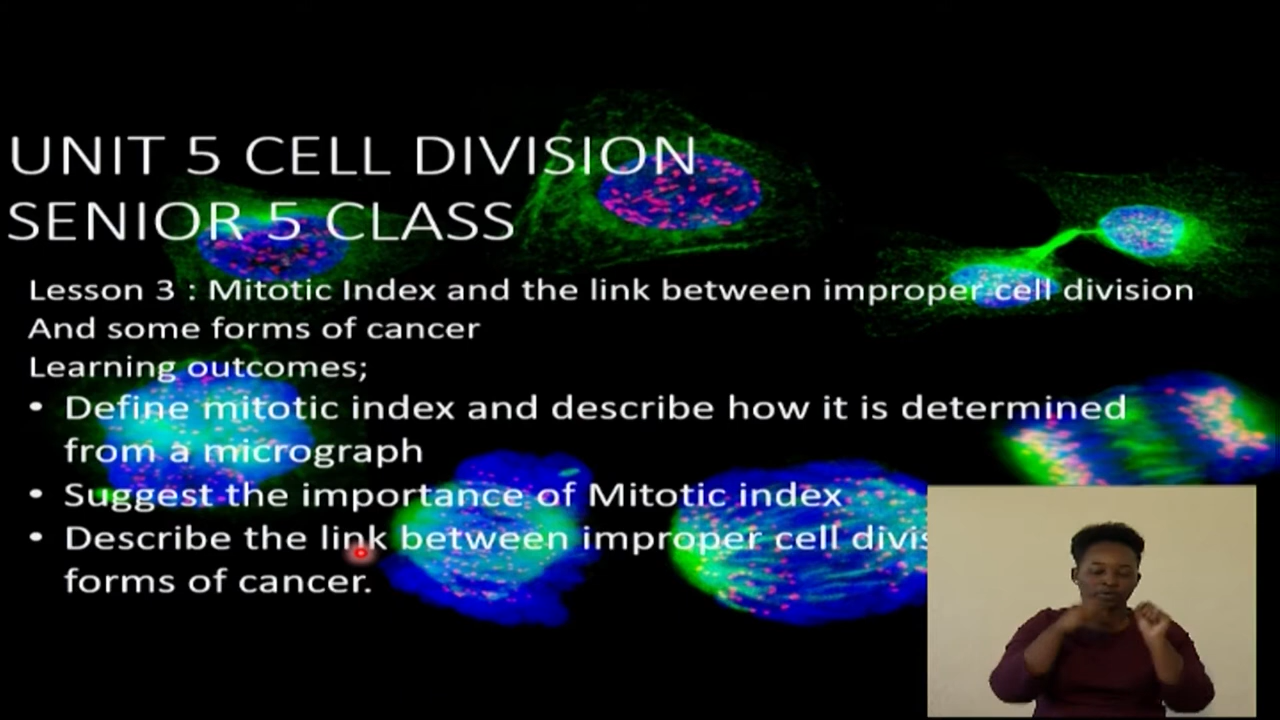 UNIT 5 CELL DIVISION
SENIOR 5 CLASS
Lesson 3 : Mitotic Index and the link between improper cell division
And some forms of cancer
Learning outcomes;
• Define mitotic index and describe how it is determined
from a micrograph
• Suggest the importance of Mitotic index
• Describe the link between improper cell
forms of cancer.